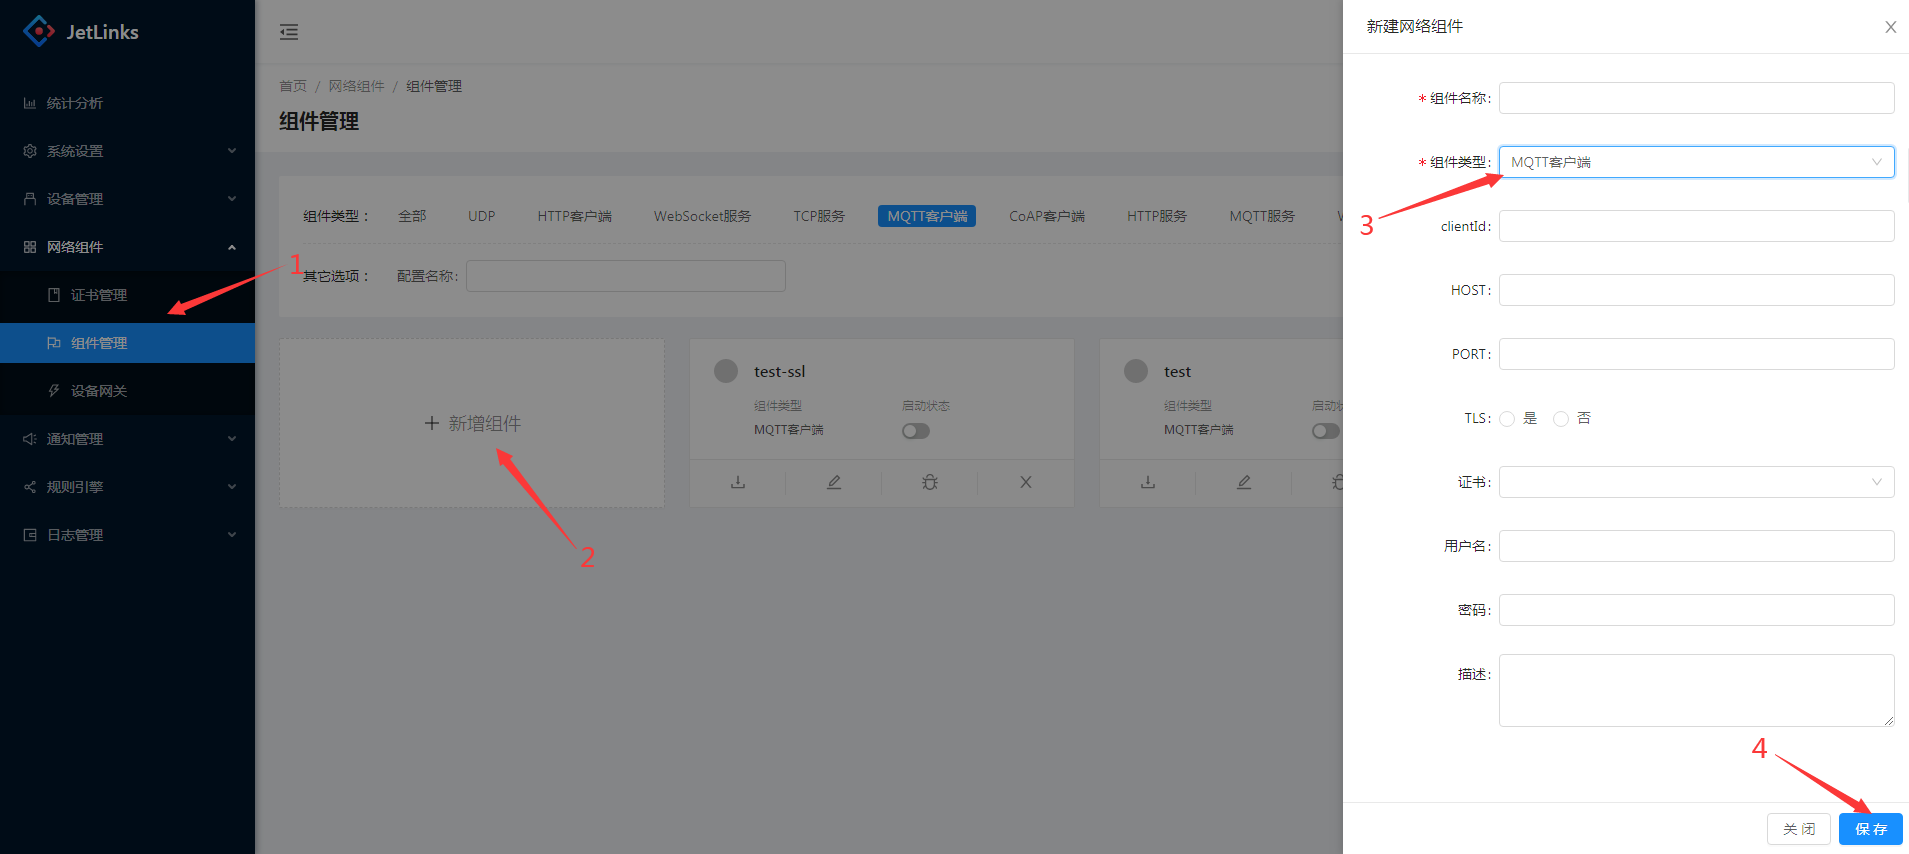 JetLinks
统计分析
系统设置
设备管理
网络组件
证书管理
组件管理
设备网关
通知管理
规则引擎
日志管理
首页 / 网络组件 / 组件管理
组件管理
组件类型： 全部 UDP HTTP客户端 WebSocket服务 TCP服务 MQTT客户端 CoAP客户端 HTTP服务 MQTT服务 W
其它选项： 配置名称:
1
+ 新增组件
2
test-ssl
组件类型 启动状态
MQTT客户端
test
组件类型 启动
MQTT客户端
新建网络组件
* 组件名称:
* 组件类型: MQTT客户端
3
clientId:
HOST:
PORT:
TLS: 是 否
证书:
用户名:
密码:
描述:
4
关 闭 保 存